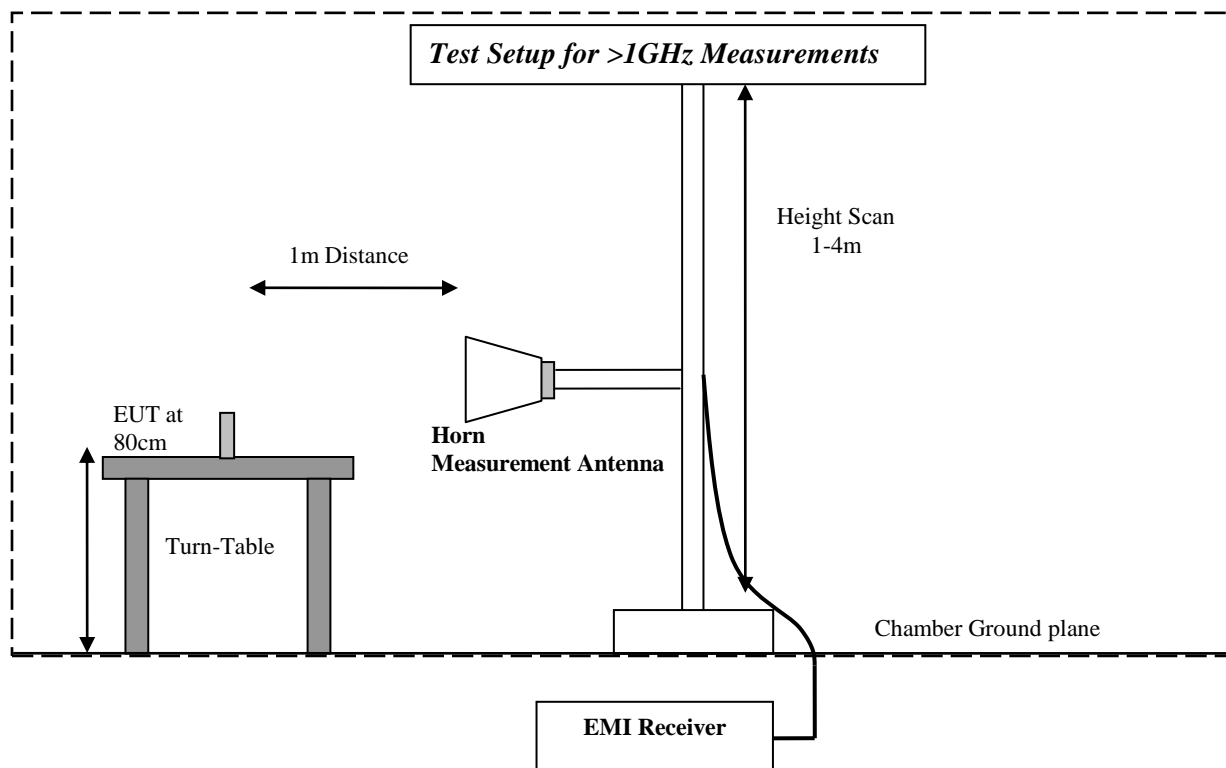 Test Setup for >1GHz Measurements
Height Scan
1-4m
1m Distance
EUT at
80cm
Horn
Measurement Antenna
Turn-Table
Chamber Ground plane
EMI Receiver